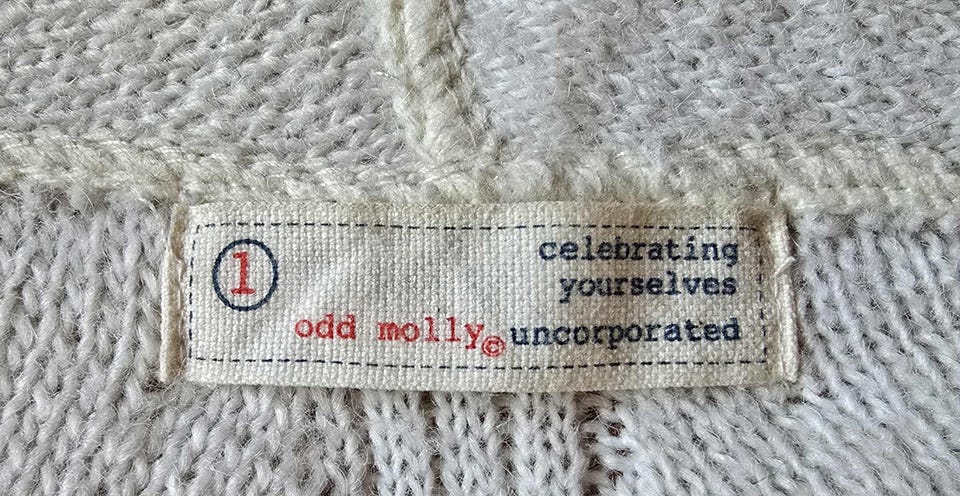 1
celebrating
yourselves
odd molly© uncorporated